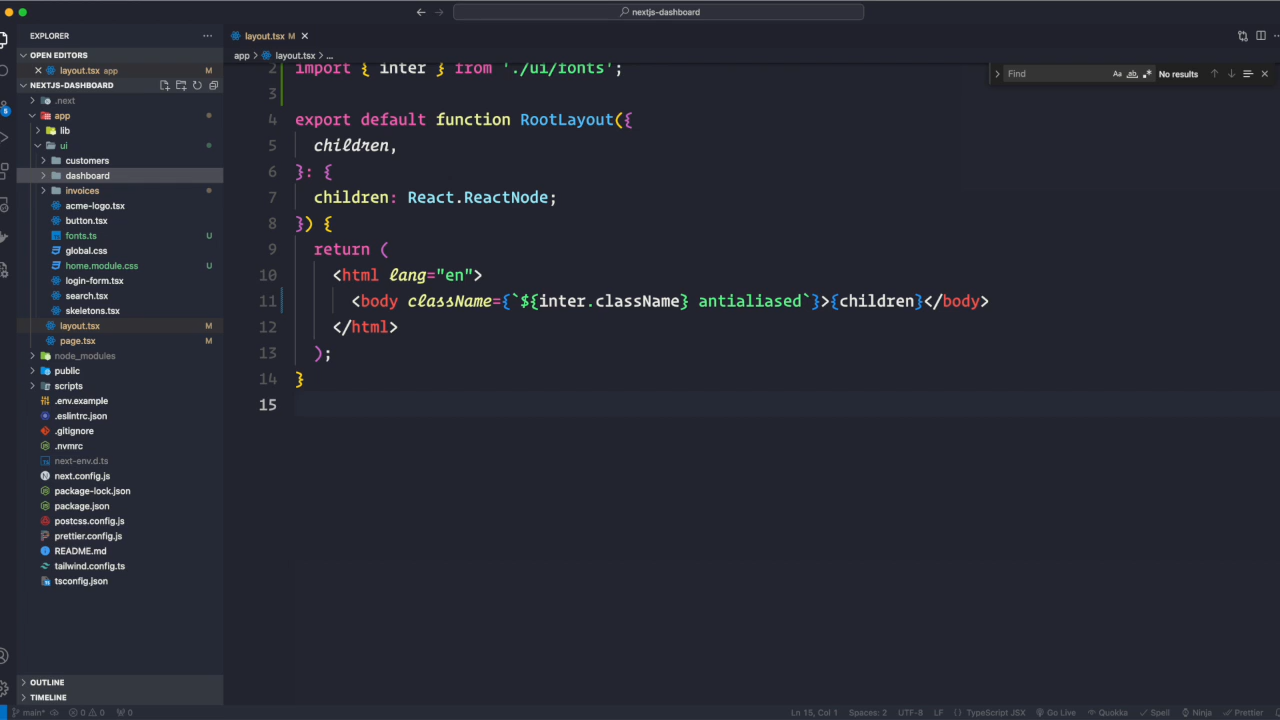 nextjs-dashboard
EXPLORER
layout.tsx M
OPEN EDITORS
app > layout.tsx > ...
layout.tsx app M
NEXTJS-DASHBOARD
.next
app
lib
ui
customers
dashboard
invoices
acme-logo.tsx
button.tsx
fonts.ts U
global.css
home.module.css U
login-form.tsx
search.tsx
skeletons.tsx
layout.tsx M
page.tsx M
node_modules
public
scripts
.env.example
.eslintrc.json
.gitignore
.nvmrc
next-env.d.ts
next.config.js
package-lock.json
package.json
postcss.config.js
prettier.config.js
README.md
tailwind.config.ts
tsconfig.json
OUTLINE
TIMELINE
Find Aa ab No results
2 import { inter } from './ui/fonts';
3
4 export default function RootLayout({
5 children,
6 }: {
7 children: React.ReactNode;
8 }) {
9 return (
10 <html lang="en">
11 <body className={`${inter.className} antialiased`}>{children}</body>
12 </html>
13 );
14 }
15
5
main* 0 0 0 Ln 15, Col 1 Spaces: 2 UTF-8 LF {} TypeScript JSX Go Live Quokka Spell Ninja Prettier